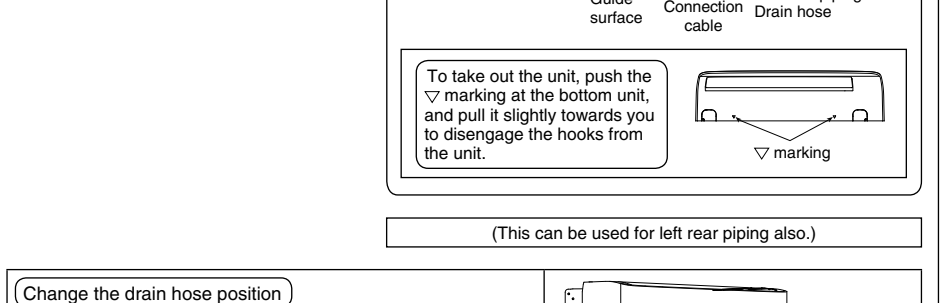 Guide
surface
Connection
cable
Drain hose
To take out the unit, push the
▽ marking at the bottom unit,
and pull it slightly towards you
to disengage the hooks from
the unit.
▽ marking
(This can be used for left rear piping also.)
Change the drain hose position